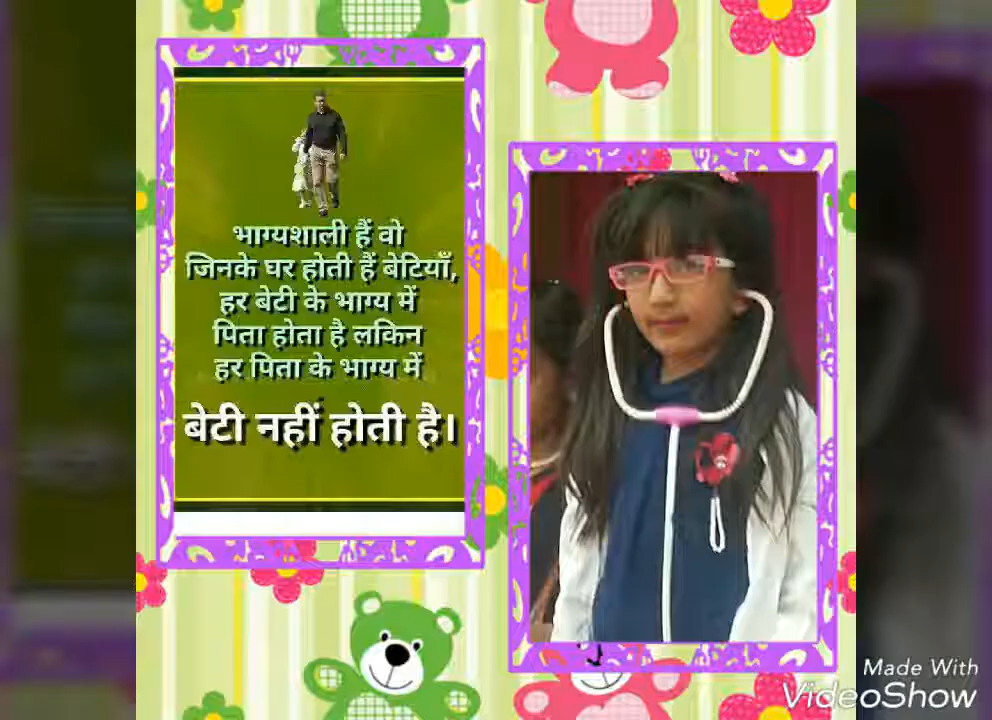 भाग्यशाली हैं वो
जिनके घर होती हैं बेटियाँ,
हर बेटी के भाग्य में
पिता होता है लकिन
हर पिता के भाग्य में
बेटी नहीं होती है।
Made With
VideoShow